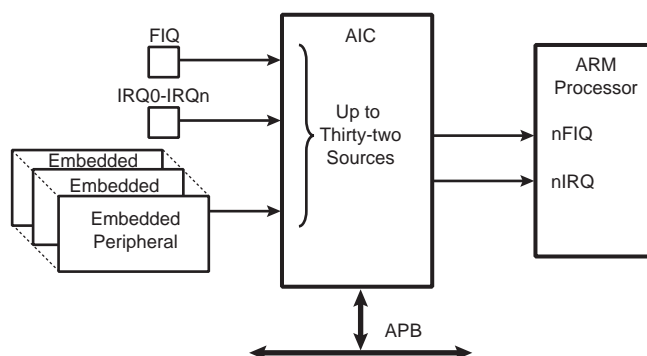 FIQ
IRQ0-IRQn
Embedded
Embedded
Embedded
Peripheral
AIC
Up to
Thirty-two
Sources
ARM
Processor
nFIQ
nIRQ
APB